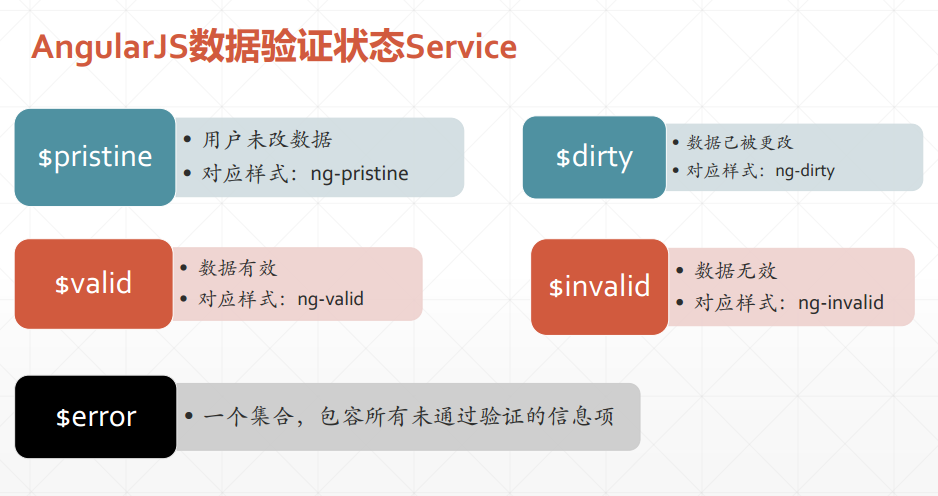 AngularJS数据验证状态Service
$pristine
• 用户未改数据
• 对应样式：ng-pristine
$dirty
• 数据已被更改
• 对应样式：ng-dirty
$valid
• 数据有效
• 对应样式：ng-valid
$invalid
• 数据无效
• 对应样式：ng-invalid
$error
• 一个集合，包容所有未通过验证的信息项